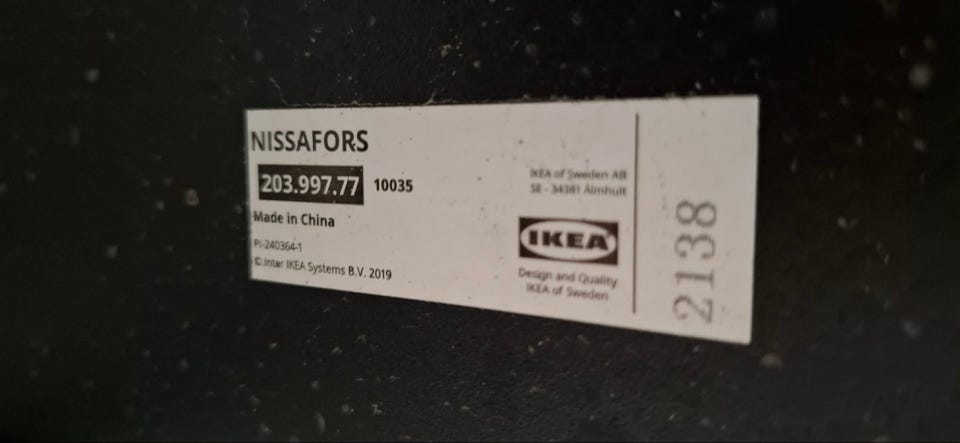 NISSAFORS
203.997.77 10035
Made in China
PI-240364-1
© Inter IKEA Systems B.V. 2019
IKEA of Sweden AB
SE - 34381 Älmhult
IKEA
Design and Quality
IKEA of Sweden
2138